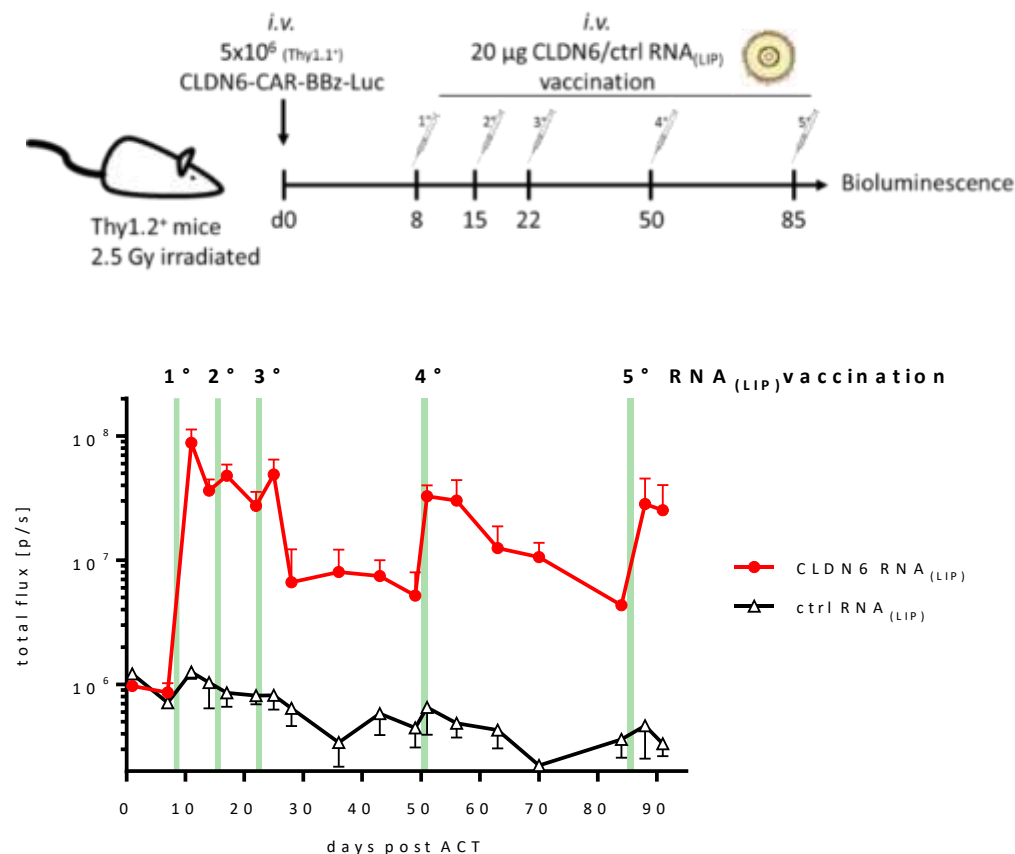 i.v.
5x10⁶ (Thy1.1⁺)
CLDN6-CAR-BBz-Luc
i.v.
20 µg CLDN6/ctrl RNA(LIP)
vaccination
1° 2° 3° 4° 5°
Bioluminescence
d0 8 15 22 50 85
Thy1.2⁺ mice
2.5 Gy irradiated
1° 2° 3° 4° 5° RNA(LIP) vaccination
10⁸
10⁷
10⁶
total flux [p/s]
CLDN6 RNA(LIP)
ctrl RNA(LIP)
0 10 20 30 40 50 60 70 80 90
days post ACT